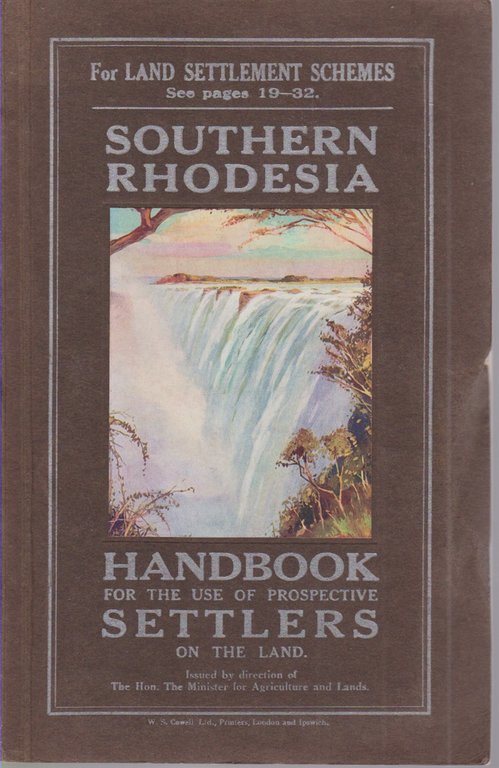 For LAND SETTLEMENT SCHEMES
See pages 19—32.
SOUTHERN
RHODESIA
HANDBOOK
FOR THE USE OF PROSPECTIVE
SETTLERS
ON THE LAND.
Issued by direction of
The Hon. The Minister for Agriculture and Lands.
W. S. Cowell Ltd., Printers, London and Ipswich.